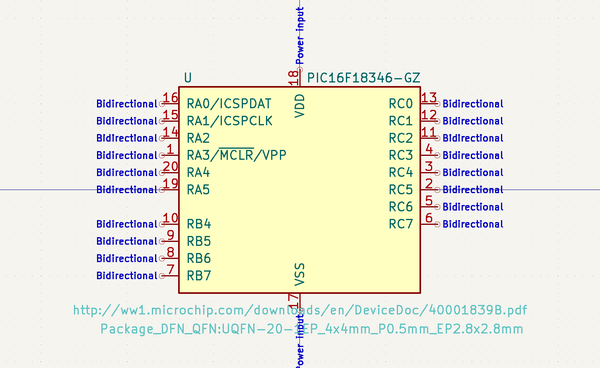 Power input
U PIC16F18346-GZ
18
VDD
Bidirectional 16 RA0/ICSPDAT RC0 13 Bidirectional
Bidirectional 15 RA1/ICSPCLK RC1 12 Bidirectional
Bidirectional 14 RA2 RC2 11 Bidirectional
Bidirectional 1 RA3/MCLR/VPP RC3 4 Bidirectional
Bidirectional 20 RA4 RC4 3 Bidirectional
Bidirectional 19 RA5 RC5 2 Bidirectional
RC6 5 Bidirectional
Bidirectional 10 RB4 RC7 6 Bidirectional
Bidirectional 9 RB5
Bidirectional 8 RB6
Bidirectional 7 RB7
VSS
17
http://ww1.microchip.com/downloads/en/DeviceDoc/40001839B.pdf
Package_DFN_QFN:UQFN-20-1EP_4x4mm_P0.5mm_EP2.8x2.8mm
Power input